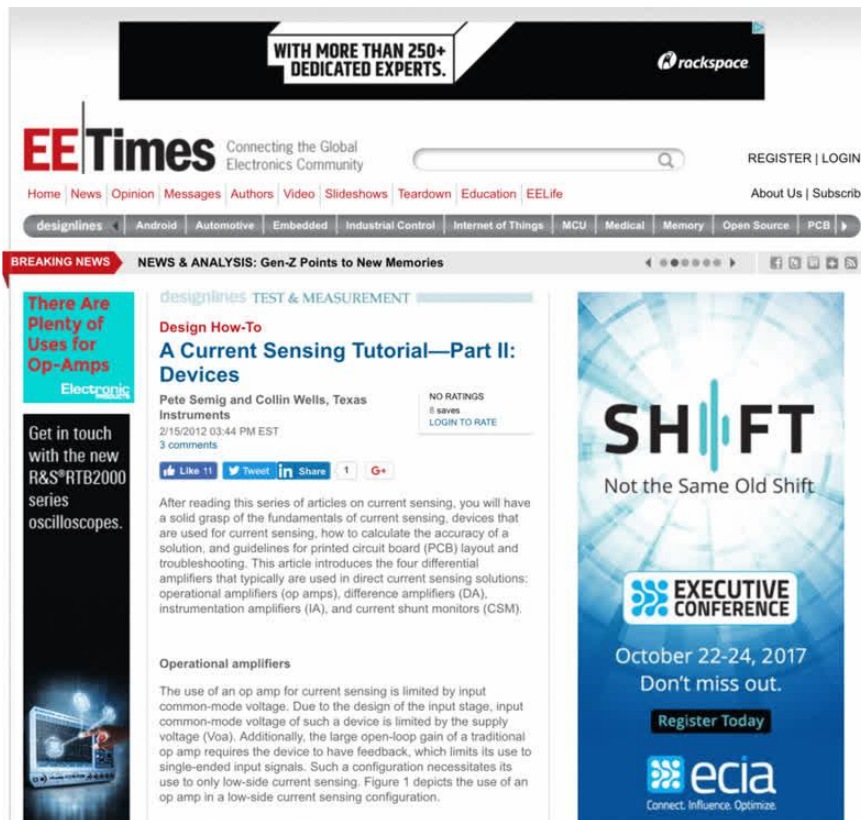 WITH MORE THAN 250+
DEDICATED EXPERTS.
rackspace
EE Times
Connecting the Global
Electronics Community
REGISTER | LOGIN
Home | News | Opinion | Messages | Authors | Video | Slideshows | Teardown | Education | EELife
About Us | Subscrib
designlines Android Automotive Embedded Industrial Control Internet of Things MCU Medical Memory Open Source PCB
BREAKING NEWS NEWS & ANALYSIS: Gen-Z Points to New Memories
There Are
Plenty of
Uses for
Op-Amps
Electronic
PRODUCTS
Get in touch
with the new
R&S®RTB2000
series
oscilloscopes.
designlines TEST & MEASUREMENT
Design How-To
A Current Sensing Tutorial—Part II:
Devices
Pete Semig and Collin Wells, Texas
Instruments
2/15/2012 03:44 PM EST
3 comments
NO RATINGS
6 saves
LOGIN TO RATE
Like 11 Tweet in Share 1 G+
After reading this series of articles on current sensing, you will have
a solid grasp of the fundamentals of current sensing, devices that
are used for current sensing, how to calculate the accuracy of a
solution, and guidelines for printed circuit board (PCB) layout and
troubleshooting. This article introduces the four differential
amplifiers that typically are used in direct current sensing solutions:
operational amplifiers (op amps), difference amplifiers (DA),
instrumentation amplifiers (IA), and current shunt monitors (CSM).
Operational amplifiers
The use of an op amp for current sensing is limited by input
common-mode voltage. Due to the design of the input stage, input
common-mode voltage of such a device is limited by the supply
voltage (Voa). Additionally, the large open-loop gain of a traditional
op amp requires the device to have feedback, which limits its use to
single-ended input signals. Such a configuration necessitates its
use to only low-side current sensing. Figure 1 depicts the use of an
op amp in a low-side current sensing configuration.
SHIFT
Not the Same Old Shift
EXECUTIVE
CONFERENCE
October 22-24, 2017
Don't miss out.
Register Today
ecia
Connect. Influence. Optimize.